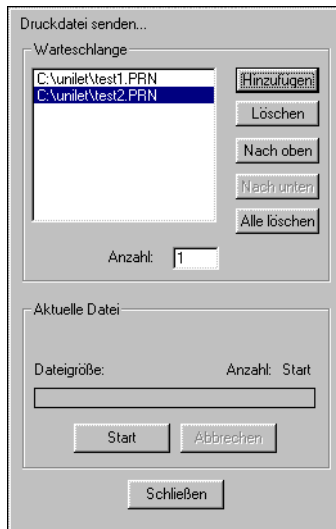 Druckdatei senden...
Warteschlange
C:\unilet\test1.PRN
C:\unilet\test2.PRN
Hinzufügen
Löschen
Nach oben
Nach unten
Alle löschen
Anzahl: 1
Aktuelle Datei
Dateigröße: Anzahl: Start
Start Abbrechen
Schließen